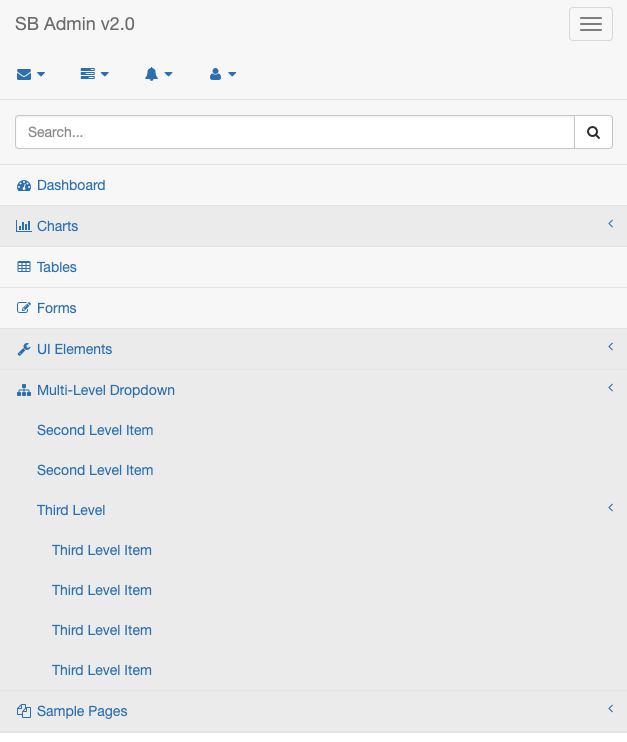 SB Admin v2.0
Search...
Dashboard
Charts
Tables
Forms
UI Elements
Multi-Level Dropdown
Second Level Item
Second Level Item
Third Level
Third Level Item
Third Level Item
Third Level Item
Third Level Item
Sample Pages